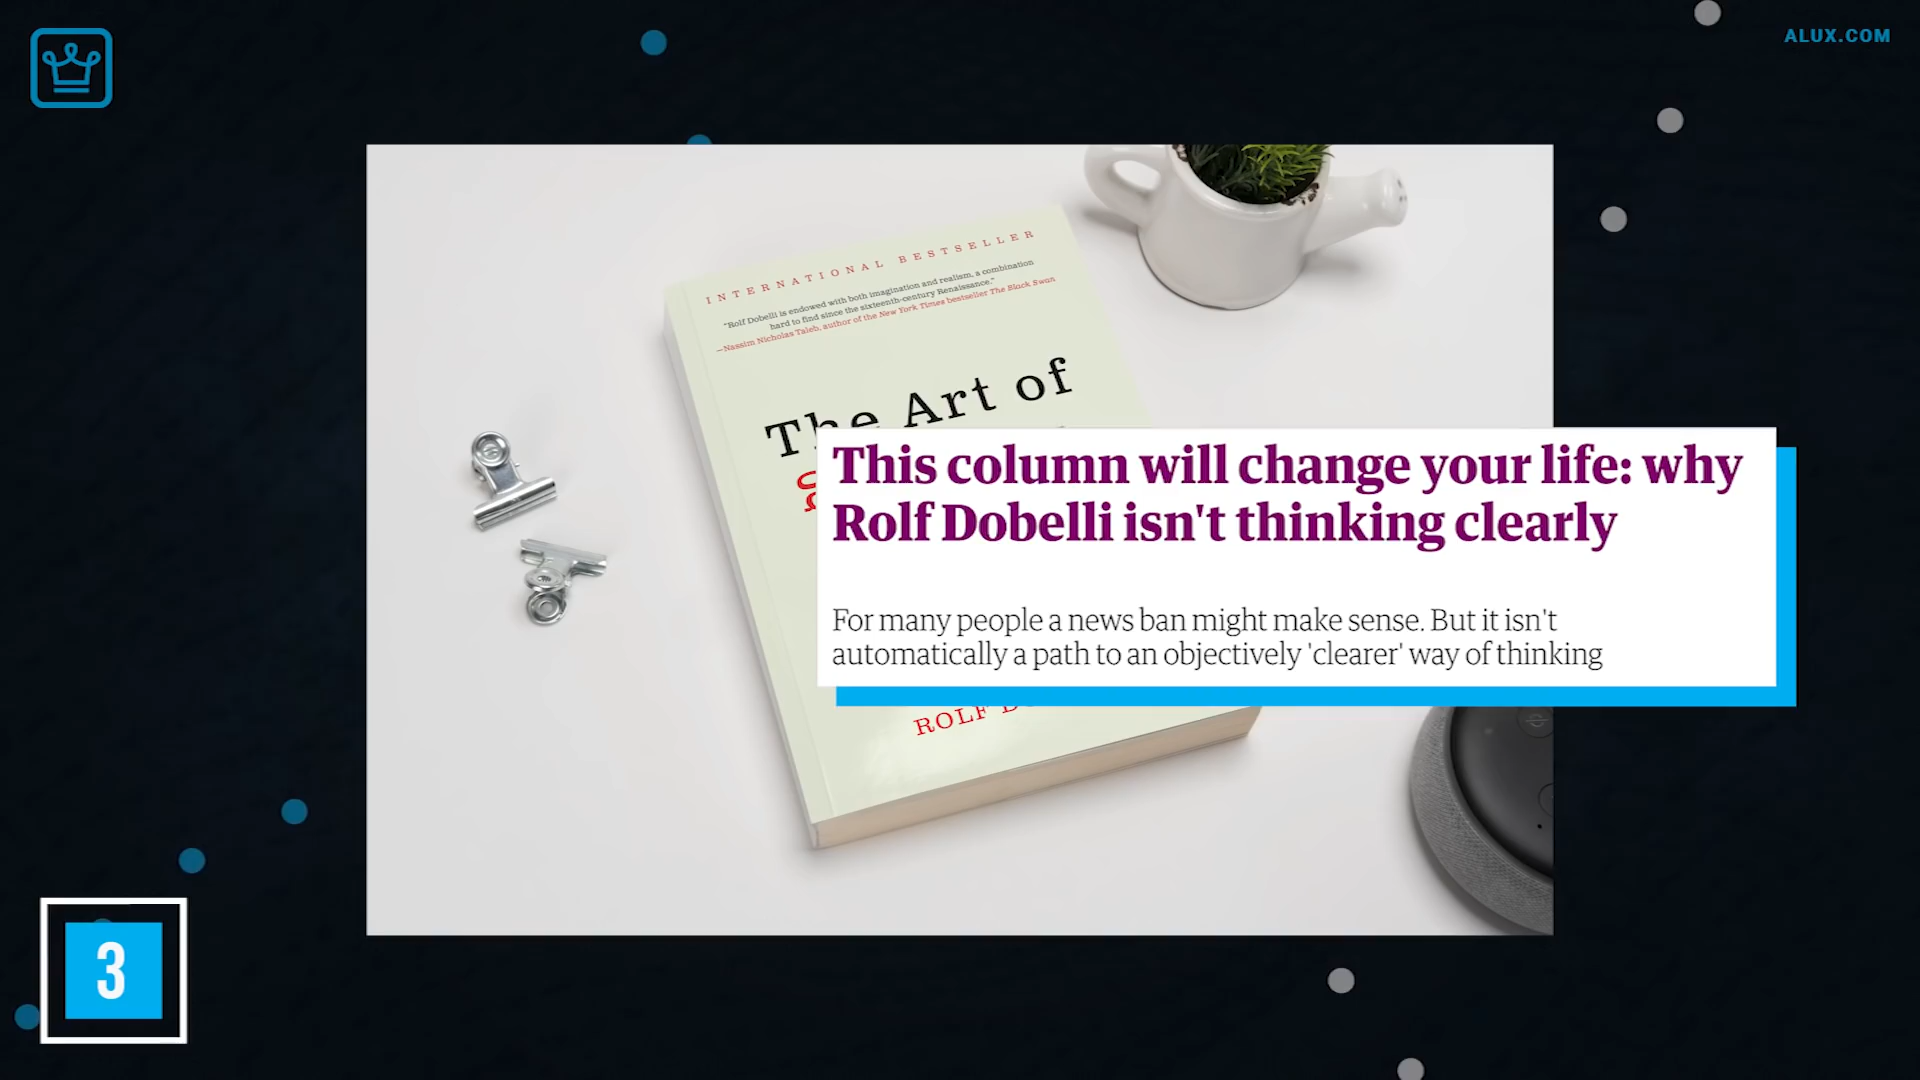 ALUX.COM
INTERNATIONAL BESTSELLER
"Rolf Dobelli is endowed with both imagination and realism, a combination
hard to find since the sixteenth-century Renaissance."
—Nassim Nicholas Taleb, author of the New York Times bestseller The Black Swan
The Art of
This column will change your life: why
Rolf Dobelli isn't thinking clearly
For many people a news ban might make sense. But it isn't
automatically a path to an objectively 'clearer' way of thinking
ROLF
3